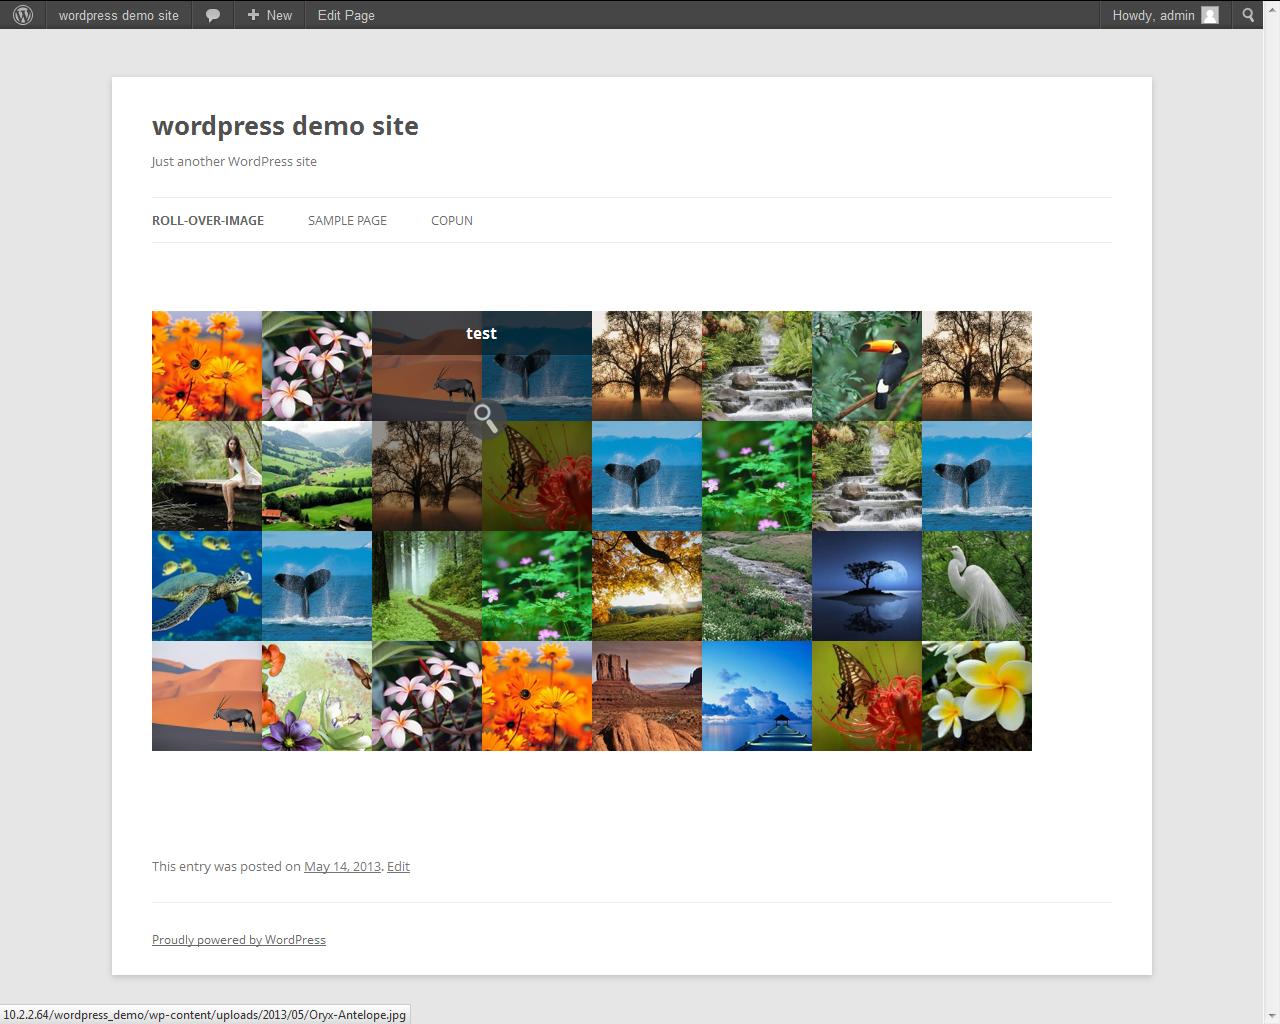 wordpress demo site New Edit Page Howdy, admin
wordpress demo site
Just another WordPress site
ROLL-OVER-IMAGE SAMPLE PAGE COPUN
test
This entry was posted on May 14, 2013. Edit
Proudly powered by WordPress
10.2.2.64/wordpress_demo/wp-content/uploads/2013/05/Oryx-Antelope.jpg